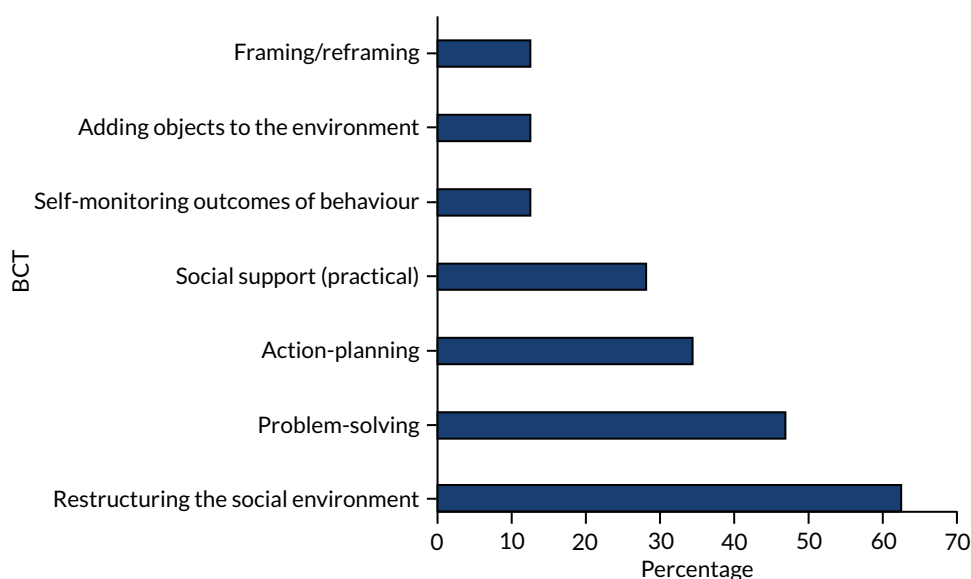 Framing/reframing
Adding objects to the environment
Self-monitoring outcomes of behaviour
Social support (practical)
Action-planning
Problem-solving
Restructuring the social environment
BCT
0 10 20 30 40 50 60 70
Percentage